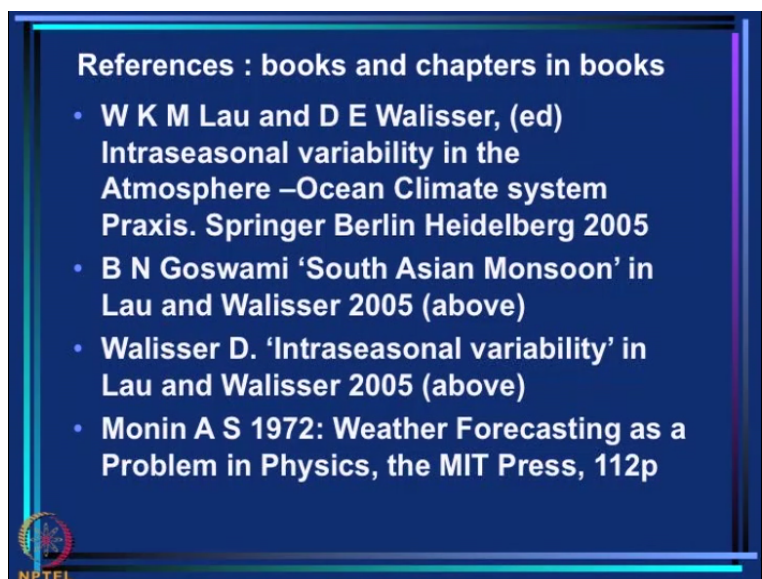 References : books and chapters in books
• W K M Lau and D E Walisser, (ed)
Intraseasonal variability in the
Atmosphere –Ocean Climate system
Praxis. Springer Berlin Heidelberg 2005
• B N Goswami ‘South Asian Monsoon’ in
Lau and Walisser 2005 (above)
• Walisser D. ‘Intraseasonal variability’ in
Lau and Walisser 2005 (above)
• Monin A S 1972: Weather Forecasting as a
Problem in Physics, the MIT Press, 112p
NPTEL